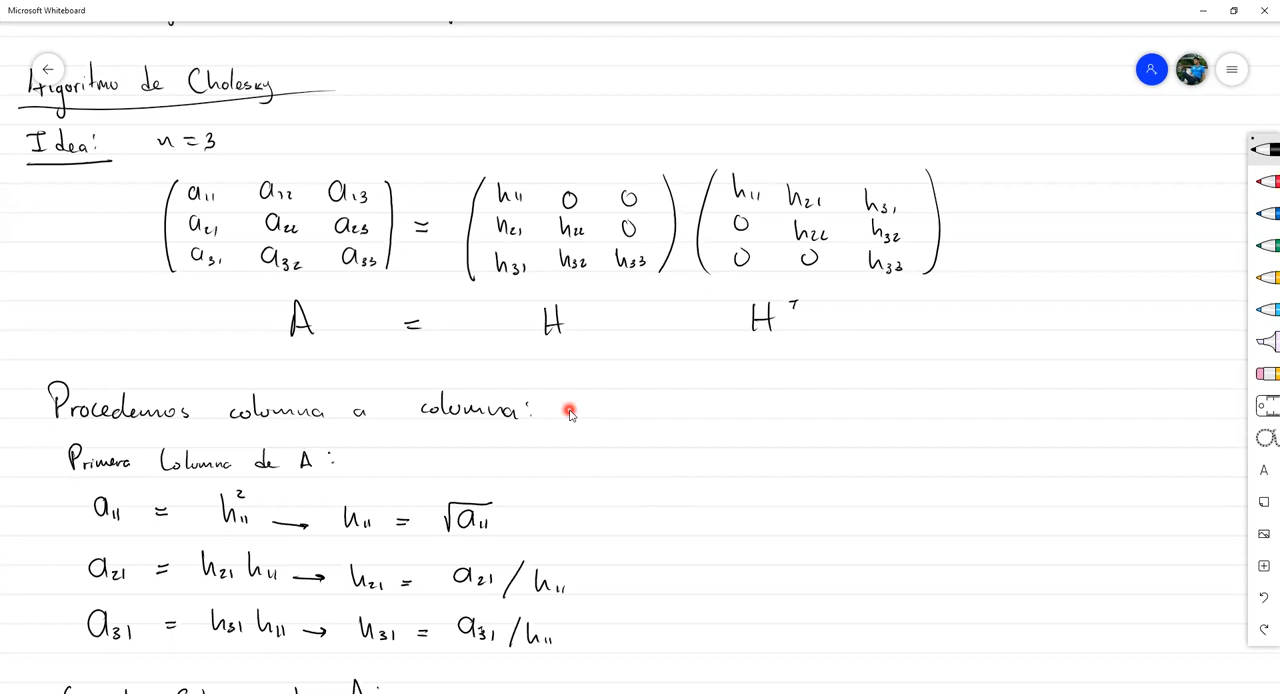 Microsoft Whiteboard
Algoritmo de Cholesky
Idea: n = 3
a11 a12 a13 h11 0 0 h11 h21 h31
a21 a22 a23 = h21 h22 0 0 h22 h32
a31 a32 a33 h31 h32 h33 0 0 h33
A = H H^T
Procedemos columna a columna:
Primera Columna de A:
a11 = h11^2 → h11 = √a11
a21 = h21 h11 → h21 = a21 / h11
a31 = h31 h11 → h31 = a31 / h11
A